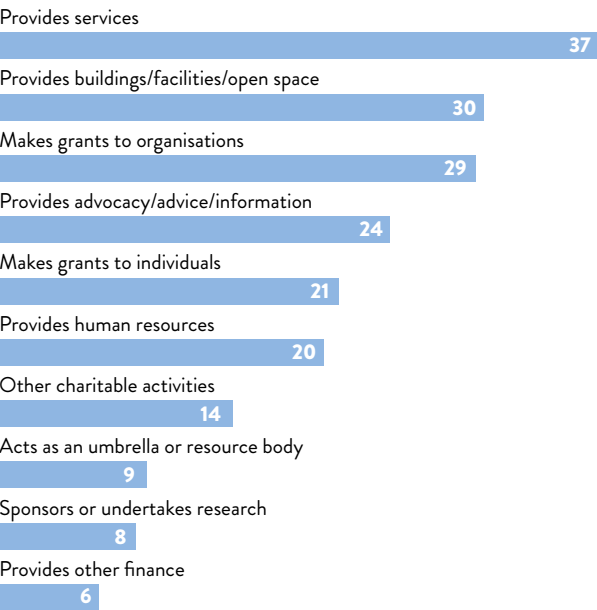 Provides services
37
Provides buildings/facilities/open space
30
Makes grants to organisations
29
Provides advocacy/advice/information
24
Makes grants to individuals
21
Provides human resources
20
Other charitable activities
14
Acts as an umbrella or resource body
9
Sponsors or undertakes research
8
Provides other finance
6